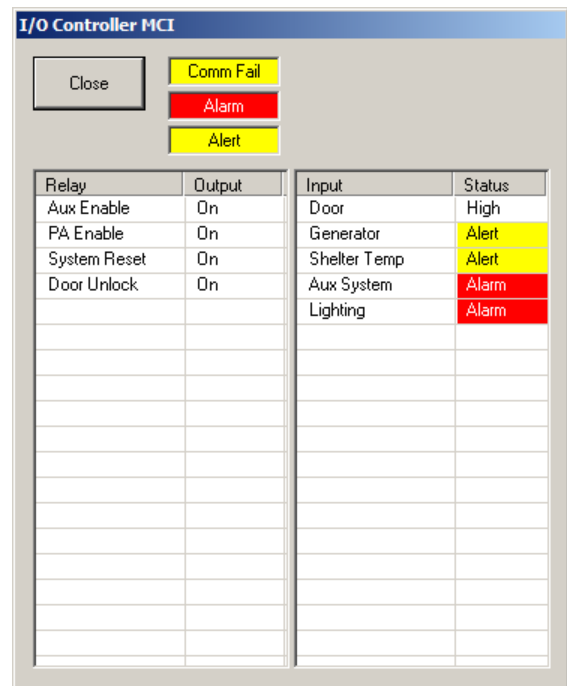 I/O Controller MCI
Close
Comm Fail
Alarm
Alert
Relay Output Input Status
Aux Enable On Door High
PA Enable On Generator Alert
System Reset On Shelter Temp Alert
Door Unlock On Aux System Alarm
Lighting Alarm